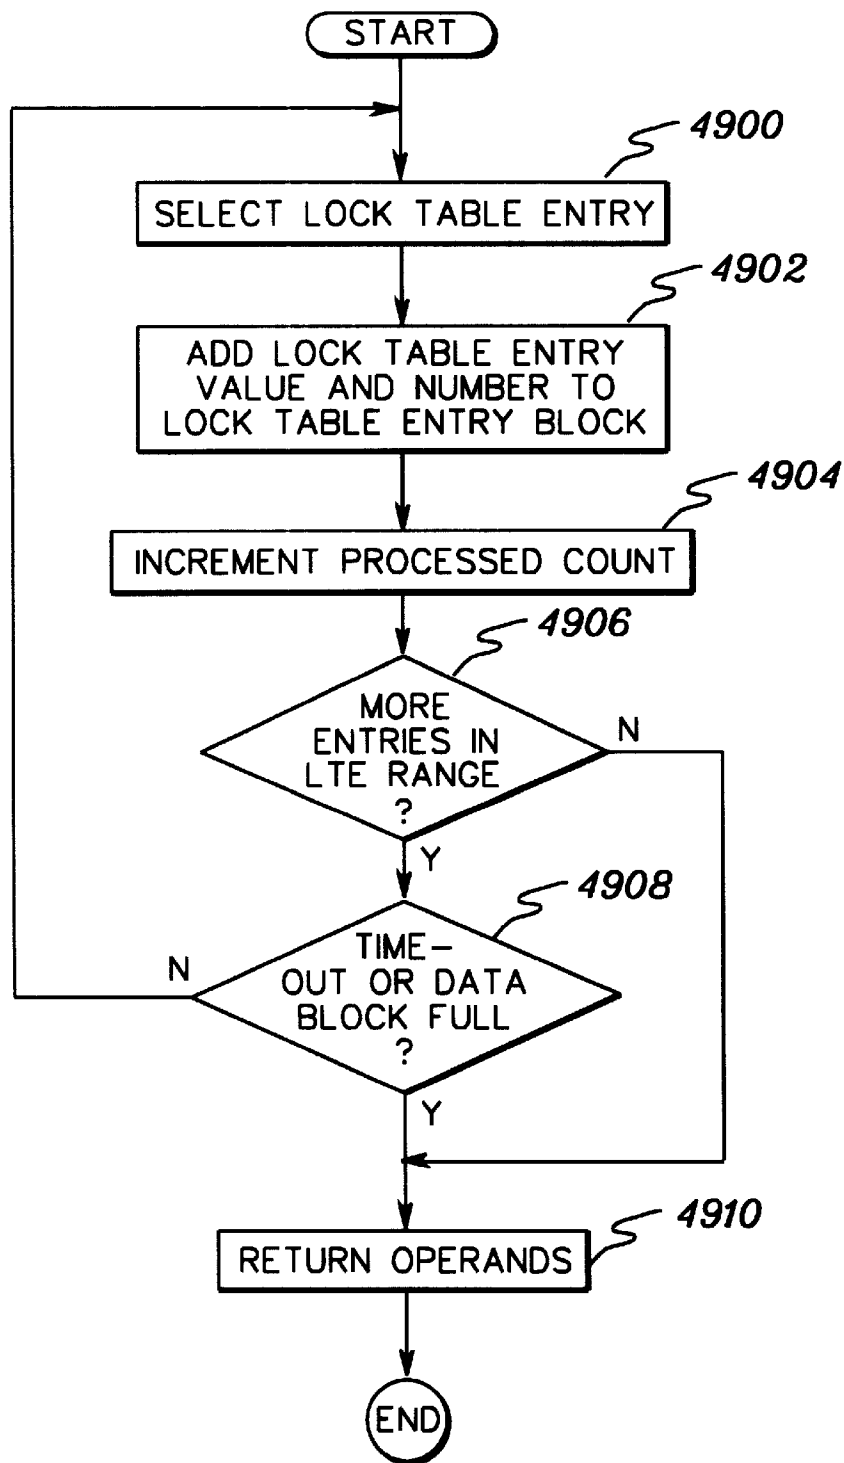 START
4900
SELECT LOCK TABLE ENTRY
4902
ADD LOCK TABLE ENTRY
VALUE AND NUMBER TO
LOCK TABLE ENTRY BLOCK
4904
INCREMENT PROCESSED COUNT
4906
MORE
ENTRIES IN
LTE RANGE
?
N
Y
4908
TIME-
OUT OR DATA
BLOCK FULL
?
N
Y
4910
RETURN OPERANDS
END